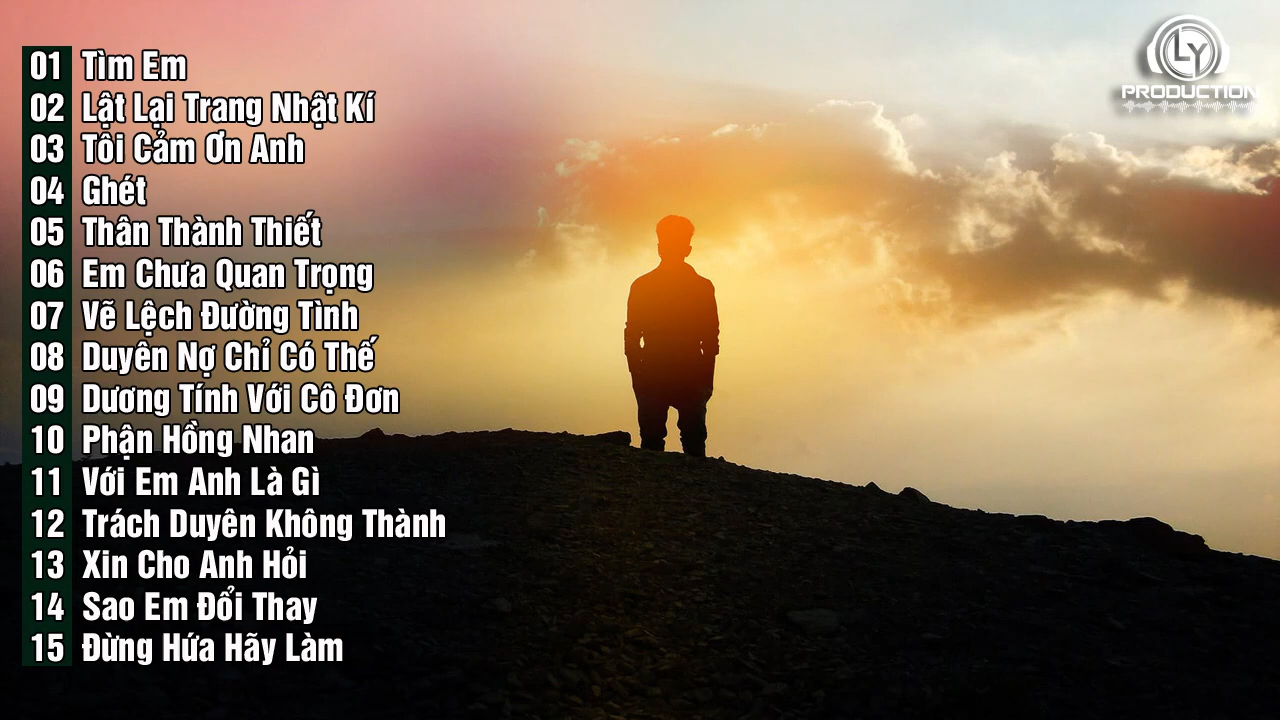 LY
PRODUCTION
01 Tìm Em
02 Lật Lại Trang Nhật Kí
03 Tôi Cảm Ơn Anh
04 Ghét
05 Thân Thành Thiết
06 Em Chưa Quan Trọng
07 Vẽ Lệch Đường Tình
08 Duyên Nợ Chỉ Có Thế
09 Dương Tính Với Cô Đơn
10 Phận Hồng Nhan
11 Với Em Anh Là Gì
12 Trách Duyên Không Thành
13 Xin Cho Anh Hỏi
14 Sao Em Đổi Thay
15 Đừng Hứa Hãy Làm